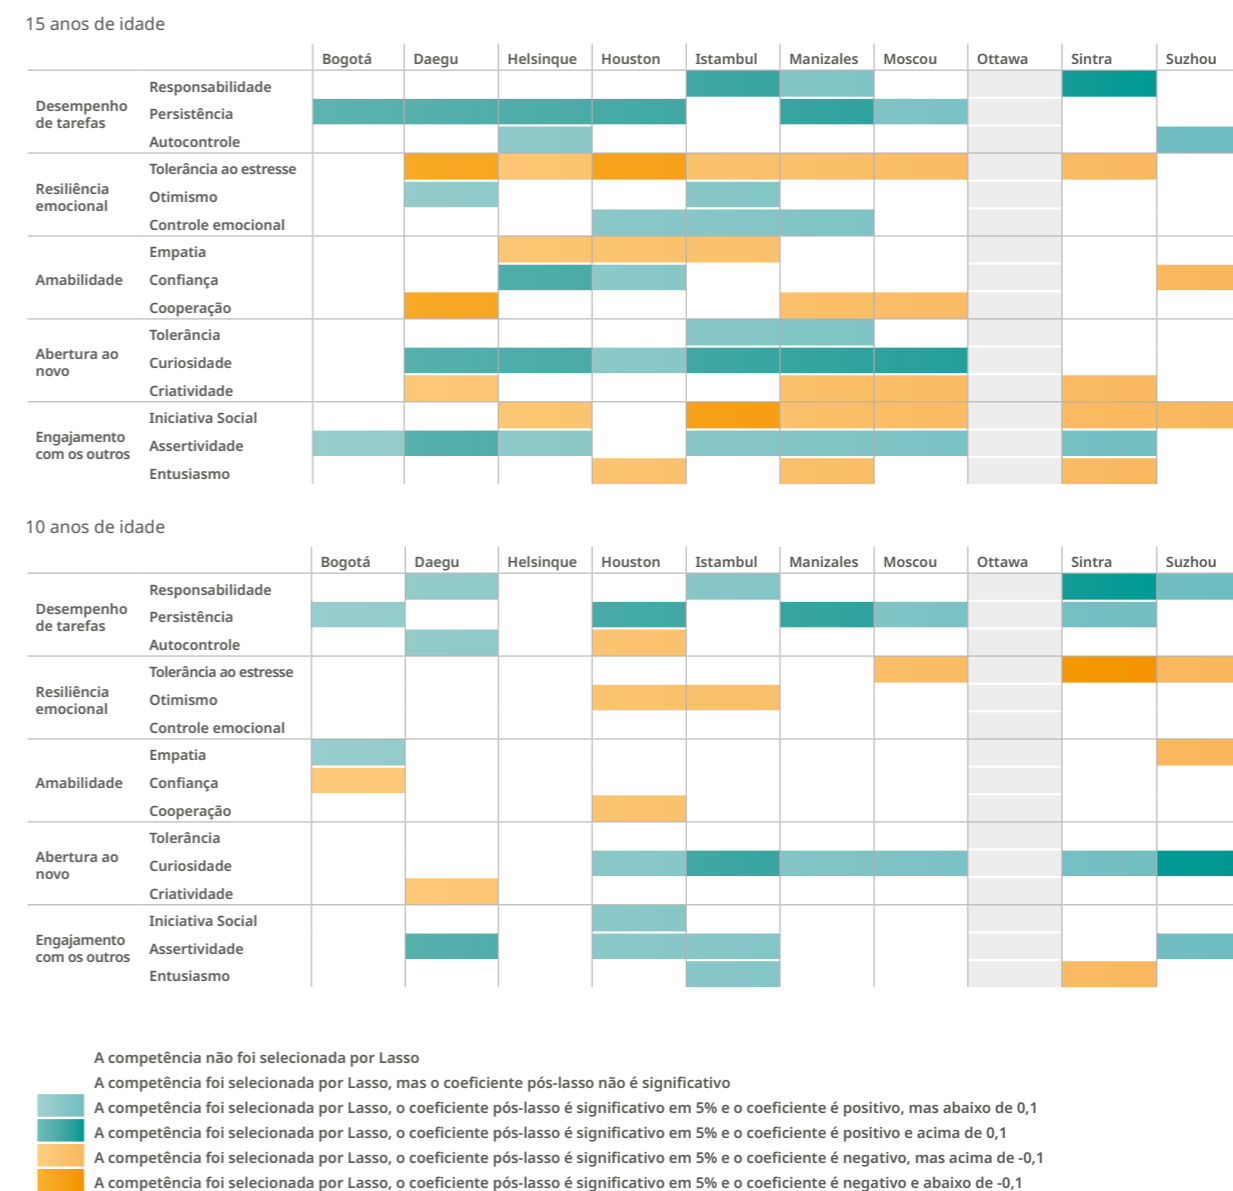 15 anos de idade
Bogotá Daegu Helsinque Houston Istambul Manizales Moscou Ottawa Sintra Suzhou
Desempenho de tarefas
Responsabilidade
Persistência
Autocontrole
Resiliência emocional
Tolerância ao estresse
Otimismo
Controle emocional
Amabilidade
Empatia
Confiança
Cooperação
Abertura ao novo
Tolerância
Curiosidade
Criatividade
Engajamento com os outros
Iniciativa Social
Assertividade
Entusiasmo
10 anos de idade
Bogotá Daegu Helsinque Houston Istambul Manizales Moscou Ottawa Sintra Suzhou
Desempenho de tarefas
Responsabilidade
Persistência
Autocontrole
Resiliência emocional
Tolerância ao estresse
Otimismo
Controle emocional
Amabilidade
Empatia
Confiança
Cooperação
Abertura ao novo
Tolerância
Curiosidade
Criatividade
Engajamento com os outros
Iniciativa Social
Assertividade
Entusiasmo
A competência não foi selecionada por Lasso
A competência foi selecionada por Lasso, mas o coeficiente pós-lasso não é significativo
A competência foi selecionada por Lasso, o coeficiente pós-lasso é significativo em 5% e o coeficiente é positivo, mas abaixo de 0,1
A competência foi selecionada por Lasso, o coeficiente pós-lasso é significativo em 5% e o coeficiente é positivo e acima de 0,1
A competência foi selecionada por Lasso, o coeficiente pós-lasso é significativo em 5% e o coeficiente é negativo, mas acima de -0,1
A competência foi selecionada por Lasso, o coeficiente pós-lasso é significativo em 5% e o coeficiente é negativo e abaixo de -0,1